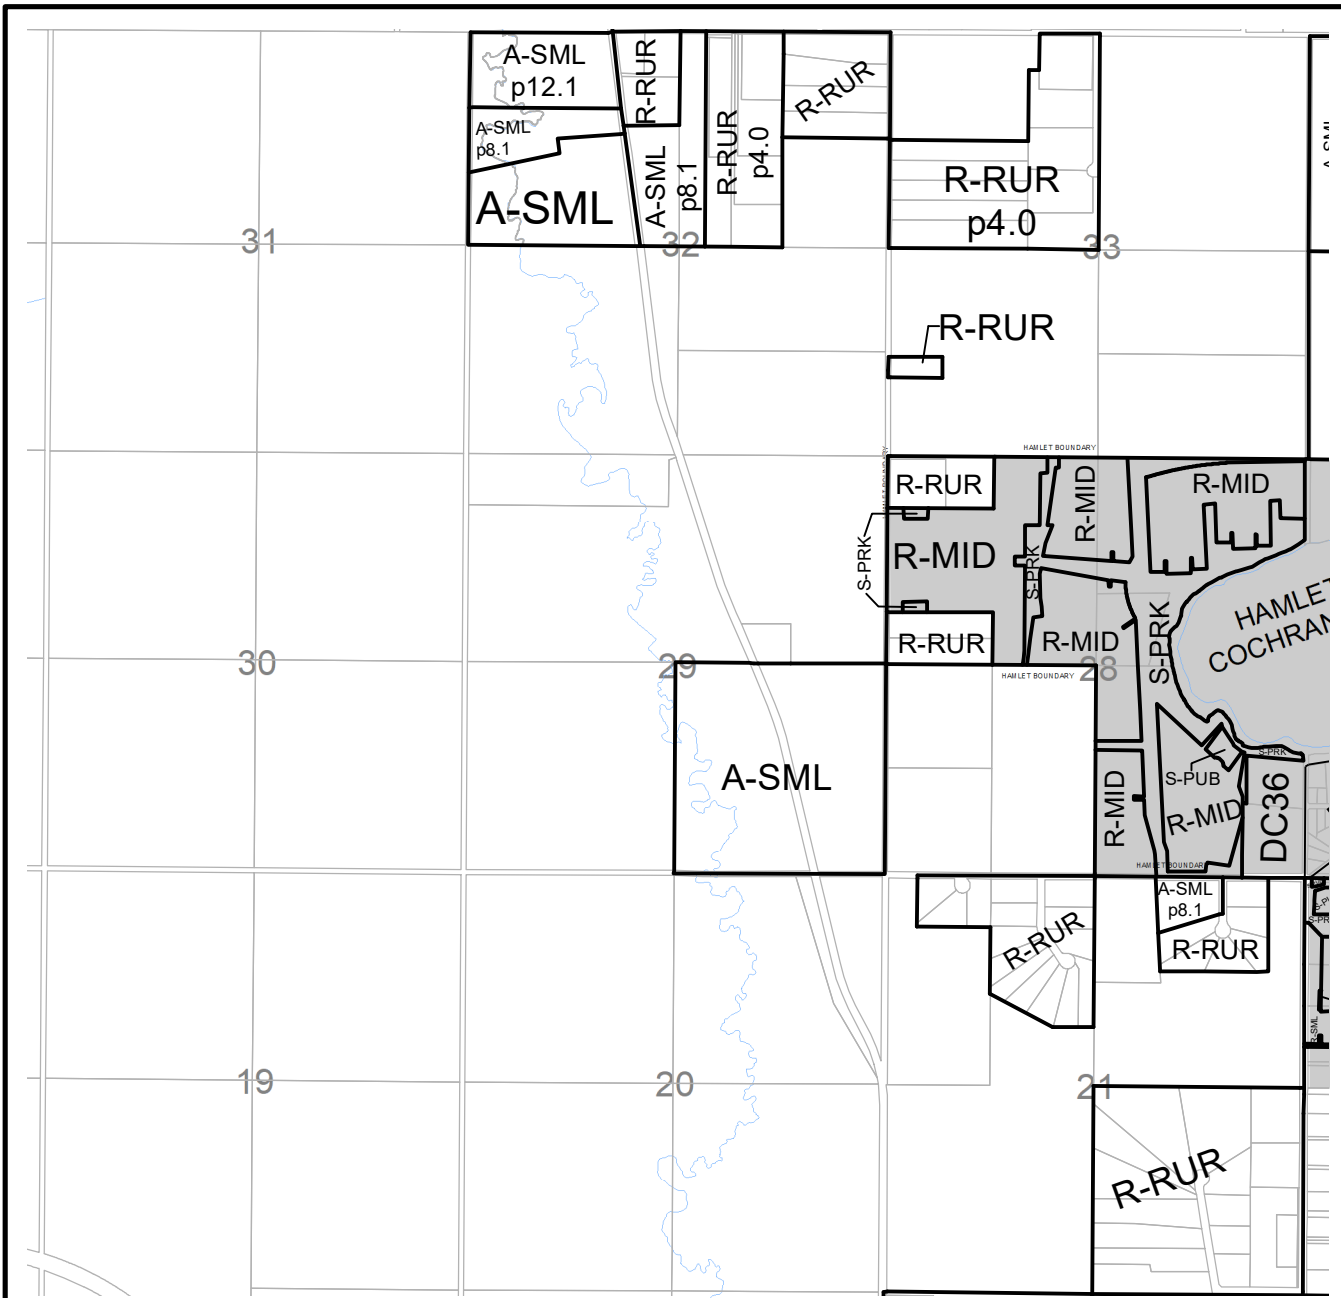 A-SML
p12.1
R-RUR
R-RUR
A-SML
p8.1
A-SML
A-SML
p8.1
R-RUR
p4.0
R-RUR
p4.0
31
32
33
R-RUR
HAMLET BOUNDARY
R-RUR
R-MID
R-MID
S-PRK
R-MID
S-PRK
HAMLET
COCHRAN
R-RUR
R-MID
S-PRK
30
29
28
HAMLET BOUNDARY
A-SML
S-PRK
S-PUB
R-MID
R-MID
DC36
HAMLET BOUNDARY
A-SML
p8.1
R-RUR
R-RUR
R-SML
19
20
21
R-RUR